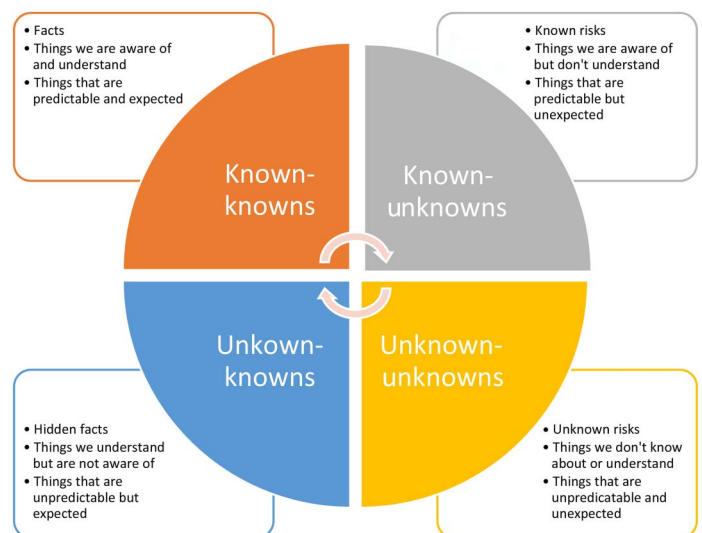 • Facts
• Things we are aware of
and understand
• Things that are
predictable and expected
• Known risks
• Things we are aware of
but don't understand
• Things that are
predictable but
unexpected
Known-
knowns
Known-
unknowns
Unkown-
knowns
Unknown-
unknowns
• Hidden facts
• Things we understand
but are not aware of
• Things that are
unpredictable but
expected
• Unknown risks
• Things we don't know
about or understand
• Things that are
unpredicatable and
unexpected